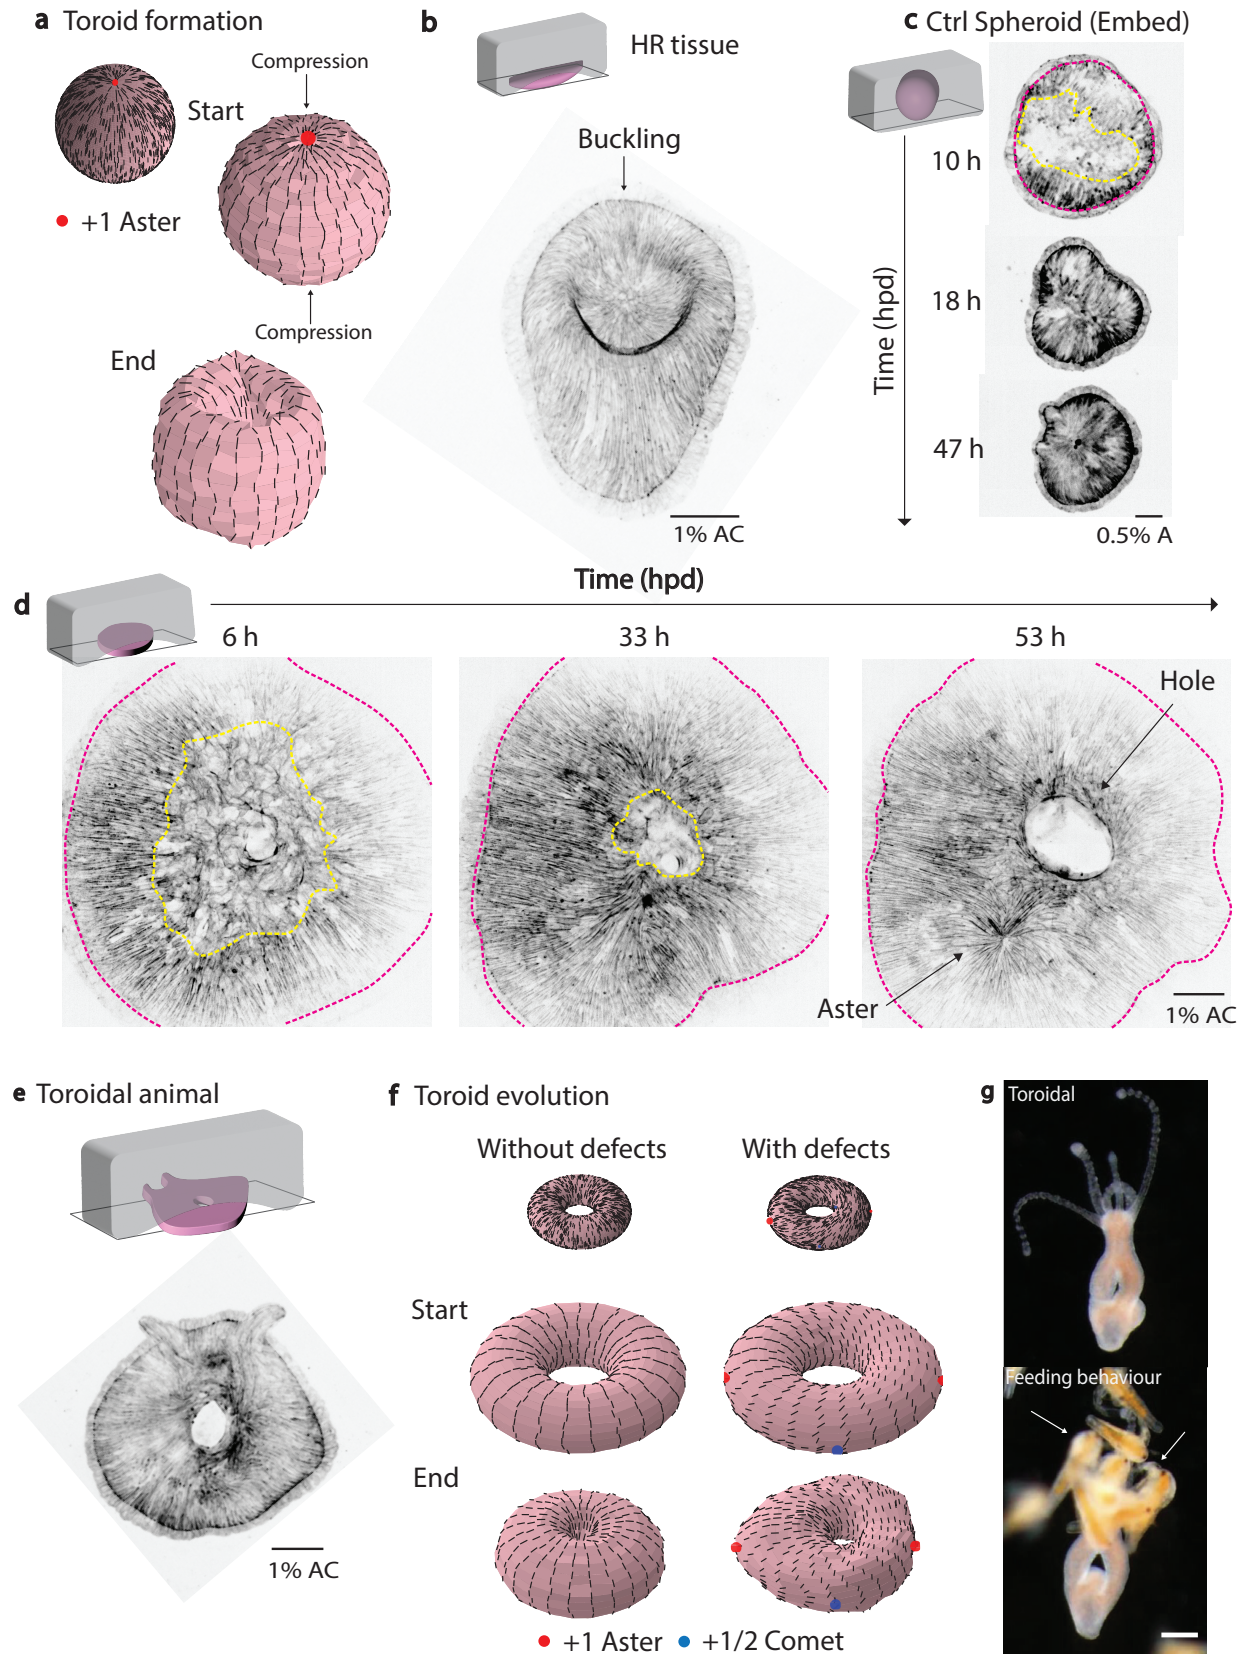 a Toroid formation
Compression
Start
+1 Aster
Compression
End
b
HR tissue
Buckling
1% AC
c Ctrl Spheroid (Embed)
Time (hpd)
10 h
18 h
47 h
0.5% A
d
Time (hpd)
6 h
33 h
53 h
Hole
Aster
1% AC
e Toroidal animal
1% AC
f Toroid evolution
Without defects
With defects
Start
End
+1 Aster
+1/2 Comet
g
Toroidal
Feeding behaviour